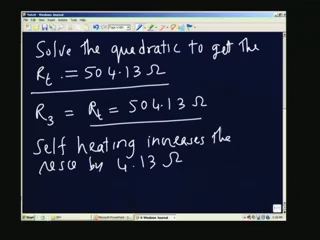 Solve the quadratic to get the
Rt := 504.13 Ω
R3 = Rt = 504.13 Ω
Self heating increases the
resce by 4.13 Ω